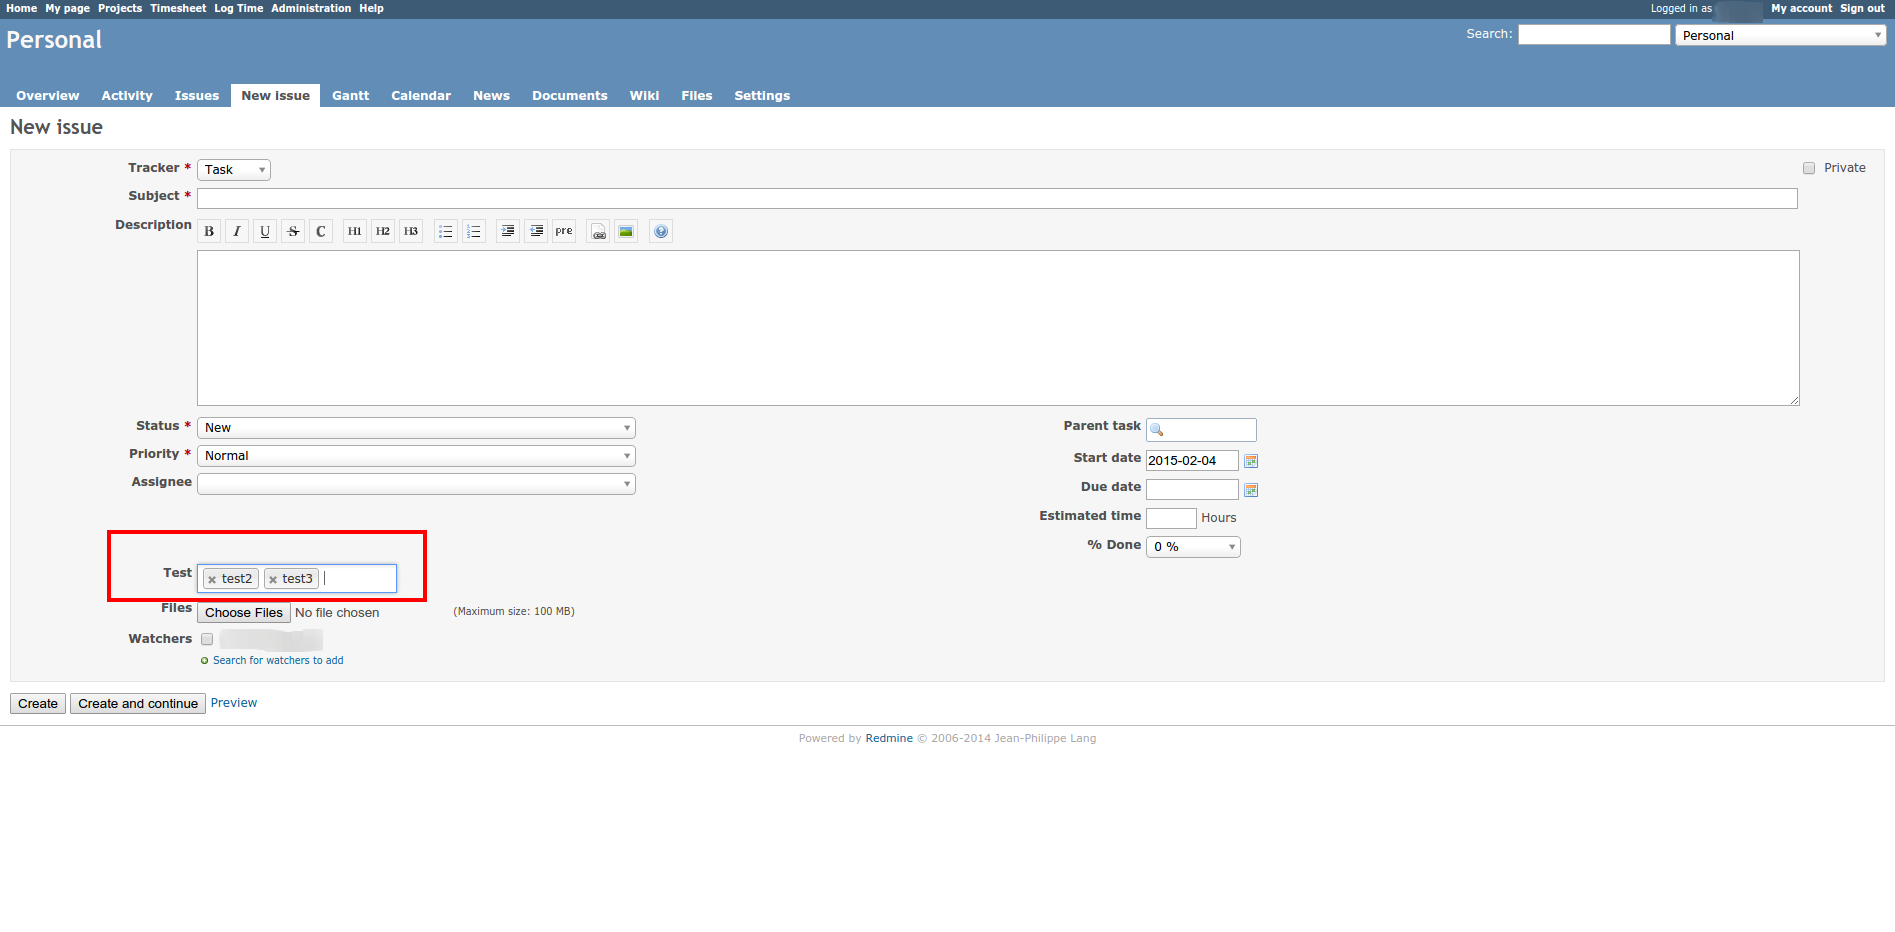 Home My page Projects Timesheet Log Time Administration Help Logged in as My account Sign out
Personal Search: Personal
Overview Activity Issues New issue Gantt Calendar News Documents Wiki Files Settings
New issue
Tracker * Task Private
Subject *
Description B I U S C H1 H2 H3 pre
Status * New Parent task
Priority * Normal Start date 2015-02-04
Assignee Due date
Estimated time Hours
% Done 0 %
Test test2 test3
Files Choose Files No file chosen (Maximum size: 100 MB)
Watchers
Search for watchers to add
Create Create and continue Preview
Powered by Redmine © 2006-2014 Jean-Philippe Lang